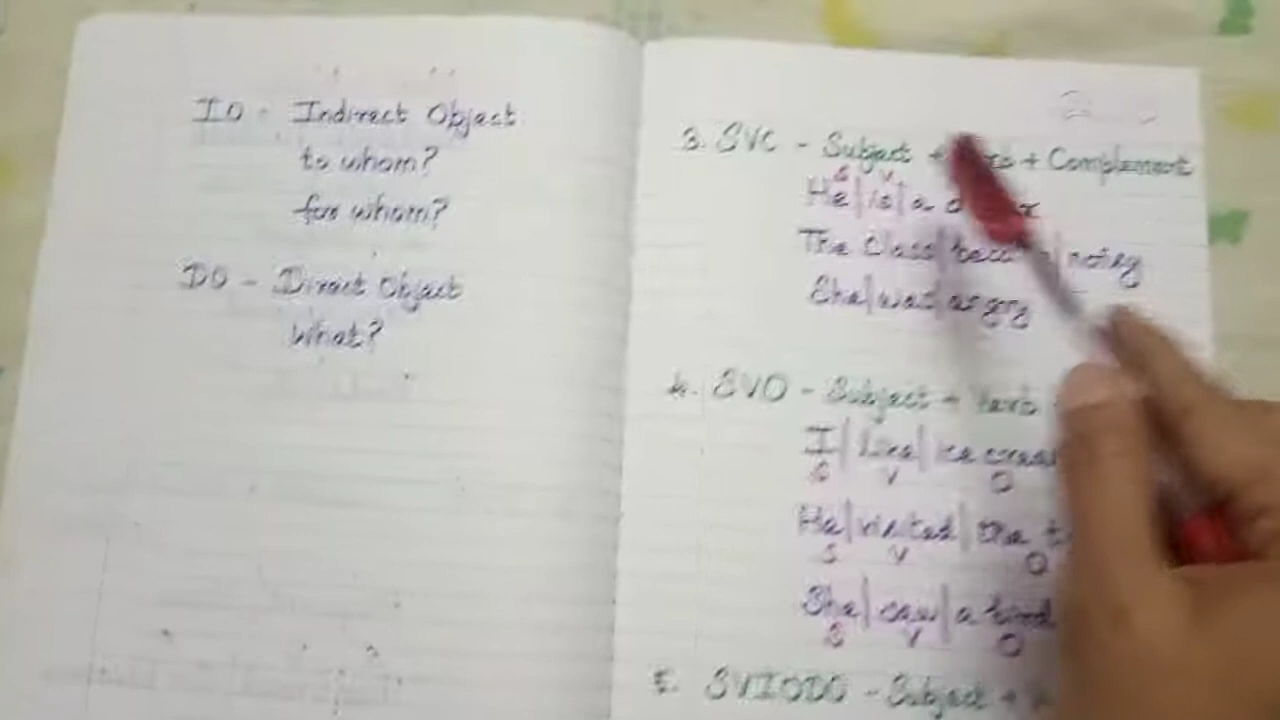 IO - Indirect Object
to whom?
for whom?
DO - Direct Object
What?
3. SVC - Subject + + Complement
S V
He | is | a
The Class | | noisy
She | was | angry
4. SVO - Subject + Verb
I | like | ice cream
S V O
He | visited | the
S V O
She | saw | a bird
S V O
5. SVIODO - Subject +